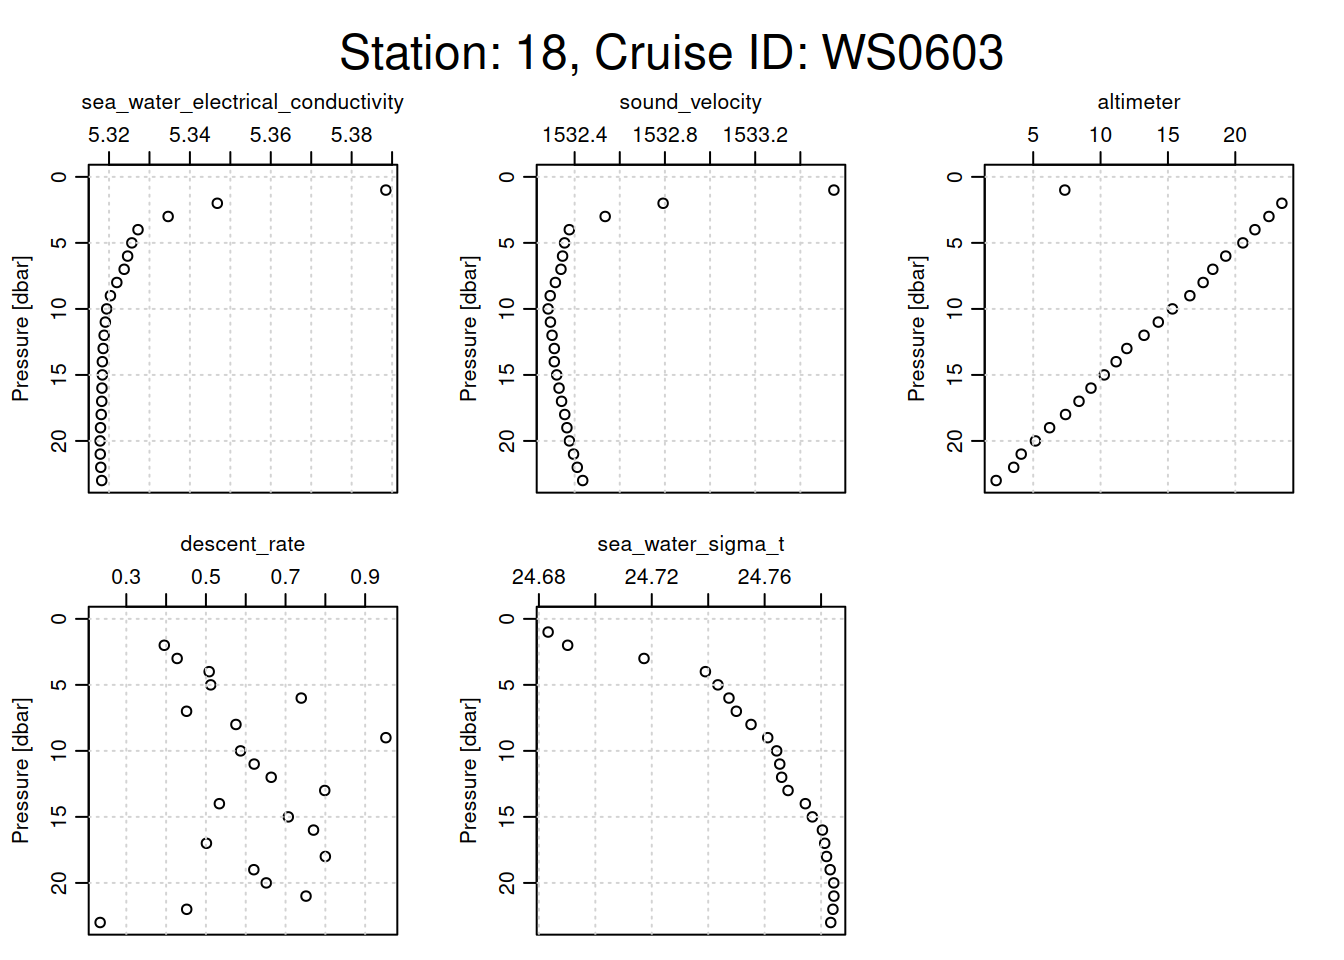 Station: 18, Cruise ID: WS0603
sea_water_electrical_conductivity
5.32 5.34 5.36 5.38
Pressure [dbar]
0 5 10 15 20
sound_velocity
1532.4 1532.8 1533.2
Pressure [dbar]
0 5 10 15 20
altimeter
5 10 15 20
Pressure [dbar]
0 5 10 15 20
descent_rate
0.3 0.5 0.7 0.9
Pressure [dbar]
0 5 10 15 20
sea_water_sigma_t
24.68 24.72 24.76
Pressure [dbar]
0 5 10 15 20